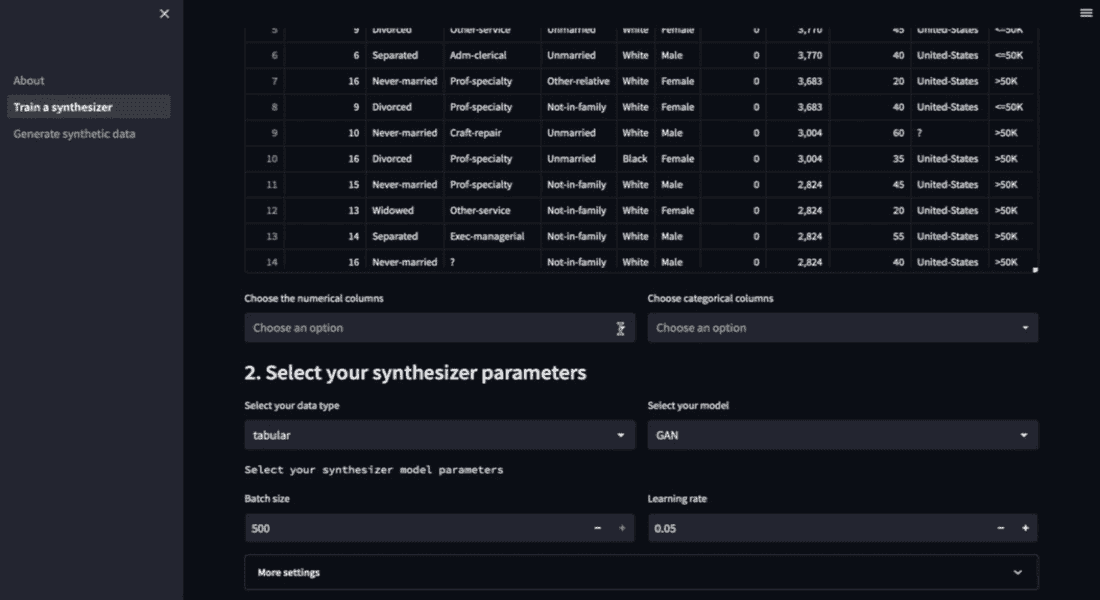 About
Train a synthesizer
Generate synthetic data
5 9 Divorced Other-service Unmarried White Female 0 3,770 45 United-States <=50K
6 6 Separated Adm-clerical Unmarried White Male 0 3,770 40 United-States <=50K
7 16 Never-married Prof-specialty Other-relative White Female 0 3,683 20 United-States >50K
8 9 Divorced Prof-specialty Not-in-family White Female 0 3,683 40 United-States <=50K
9 10 Never-married Craft-repair Unmarried White Male 0 3,004 60 ? >50K
10 16 Divorced Prof-specialty Unmarried Black Female 0 3,004 35 United-States >50K
11 15 Never-married Prof-specialty Not-in-family White Male 0 2,824 45 United-States >50K
12 13 Widowed Other-service Not-in-family White Female 0 2,824 20 United-States >50K
13 14 Separated Exec-managerial Not-in-family White Male 0 2,824 55 United-States >50K
14 16 Never-married ? Not-in-family White Male 0 2,824 40 United-States >50K
Choose the numerical columns Choose categorical columns
Choose an option Choose an option
2. Select your synthesizer parameters
Select your data type Select your model
tabular GAN
Select your synthesizer model parameters
Batch size Learning rate
500 − + 0.05 − +
More settings